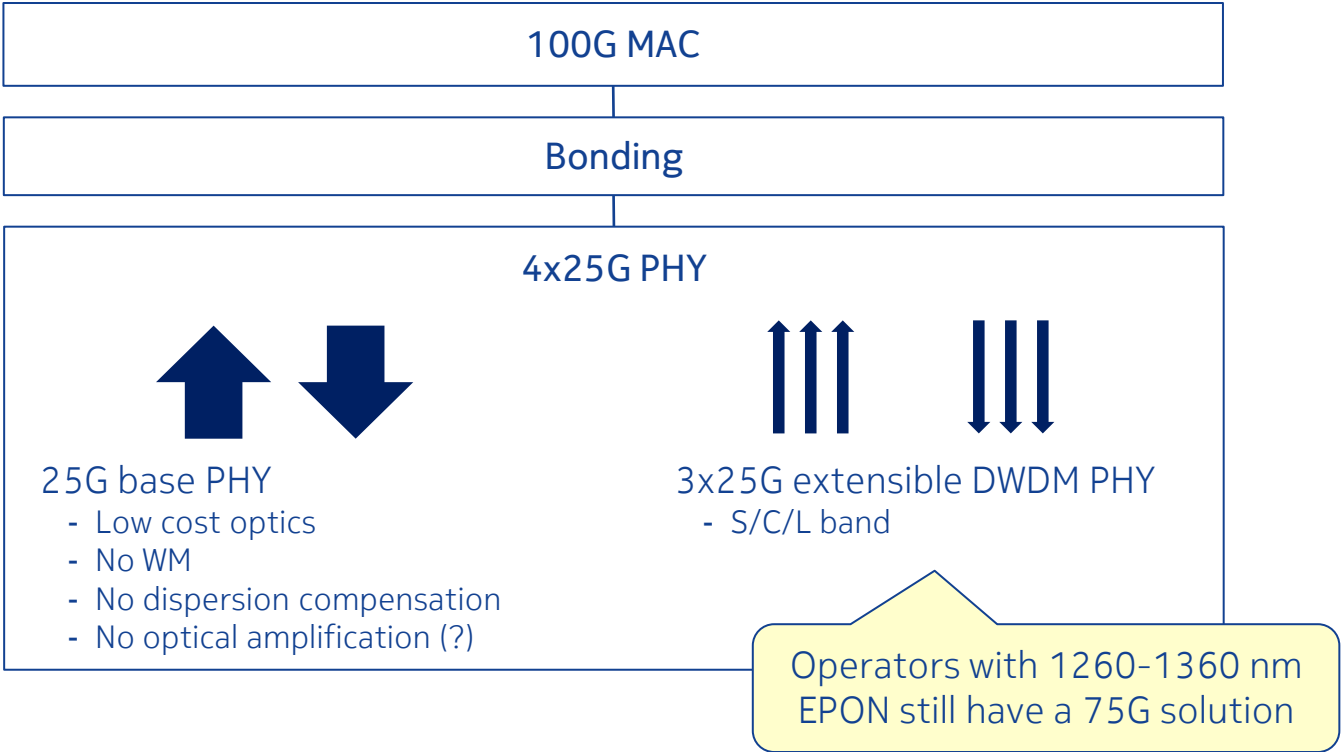 100G MAC
Bonding
4x25G PHY
25G base PHY
- Low cost optics
- No WM
- No dispersion compensation
- No optical amplification (?)
3x25G extensible DWDM PHY
- S/C/L band
Operators with 1260-1360 nm
EPON still have a 75G solution